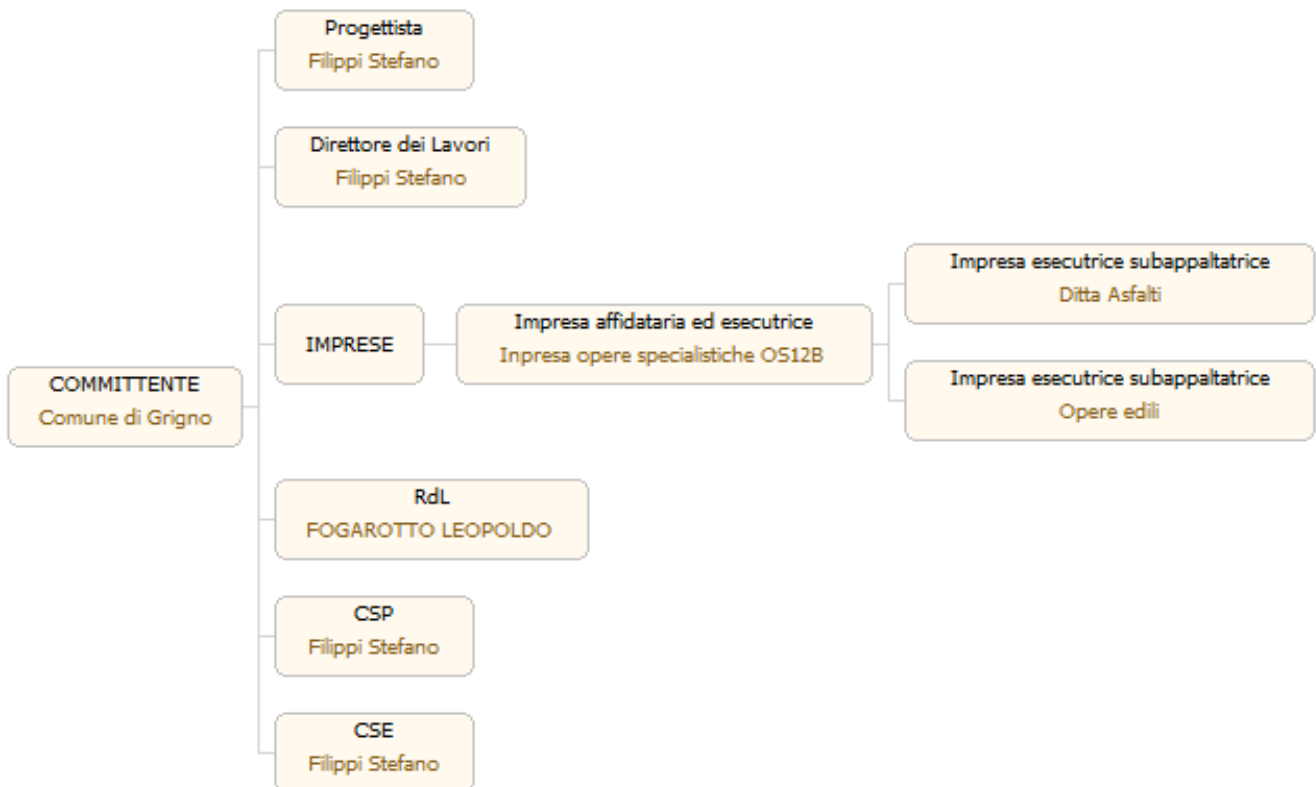 Progettista
Filippi Stefano
Direttore dei Lavori
Filippi Stefano
Impresa esecutrice subappaltatrice
Ditta Asfalti
IMPRESE
Impresa affidataria ed esecutrice
Inpresa opere specialistiche OS12B
Impresa esecutrice subappaltatrice
Opere edili
COMMITTENTE
Comune di Grigno
RdL
FOGAROTTO LEOPOLDO
CSP
Filippi Stefano
CSE
Filippi Stefano